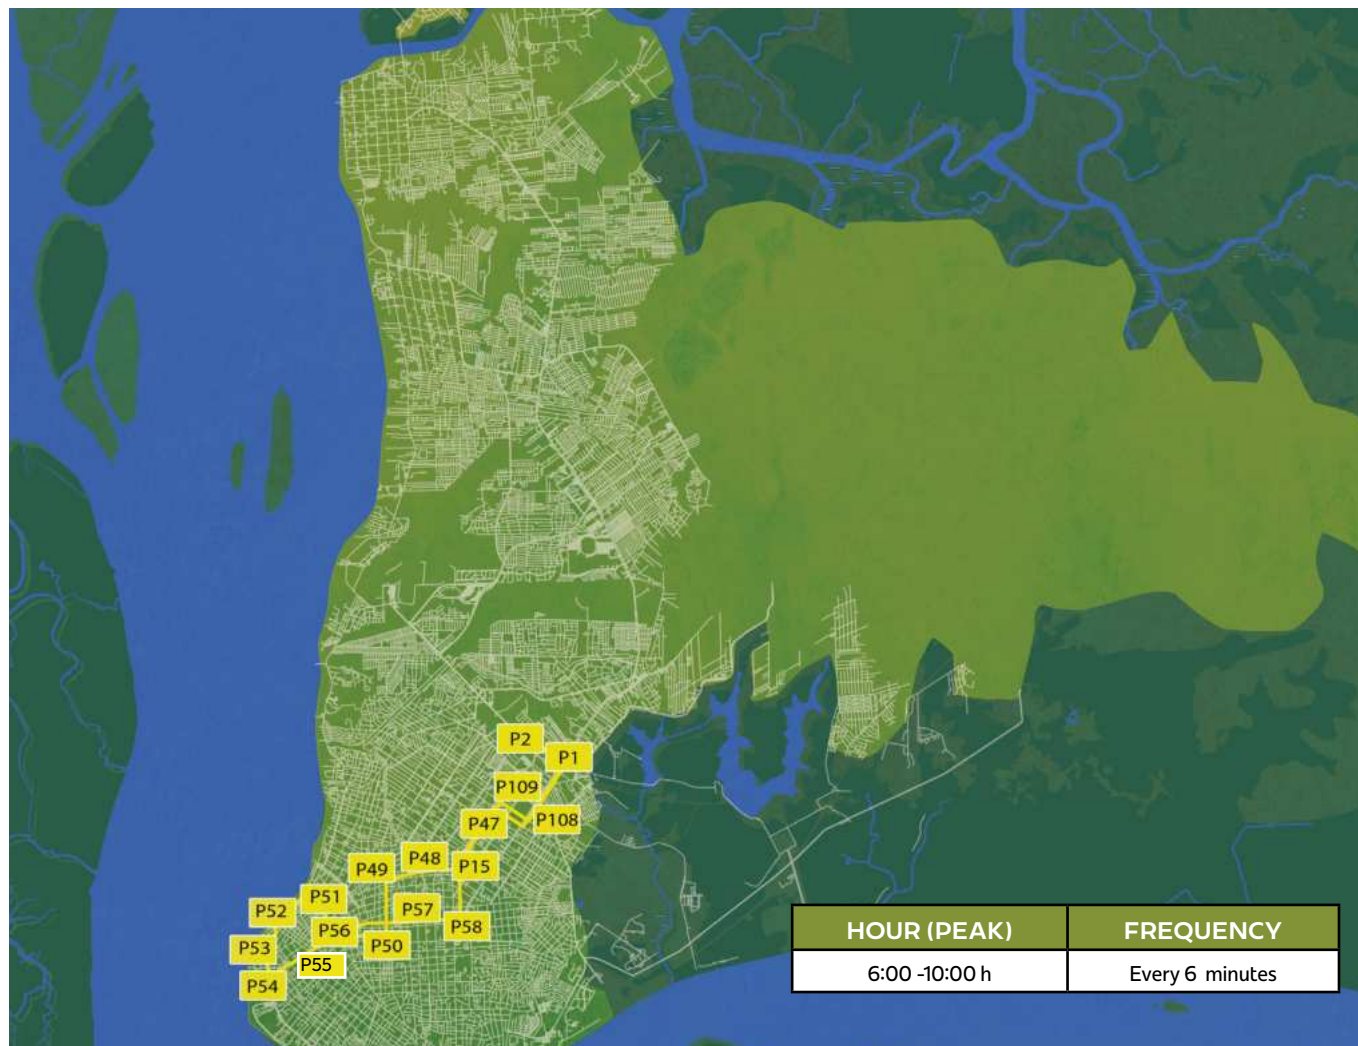 P2
P1
P109
P108
P47
P48
P15
P49
P51
P57
P52
P58
P56
P50
P53
P55
P54
HOUR (PEAK) FREQUENCY
6:00 -10:00 h Every 6 minutes